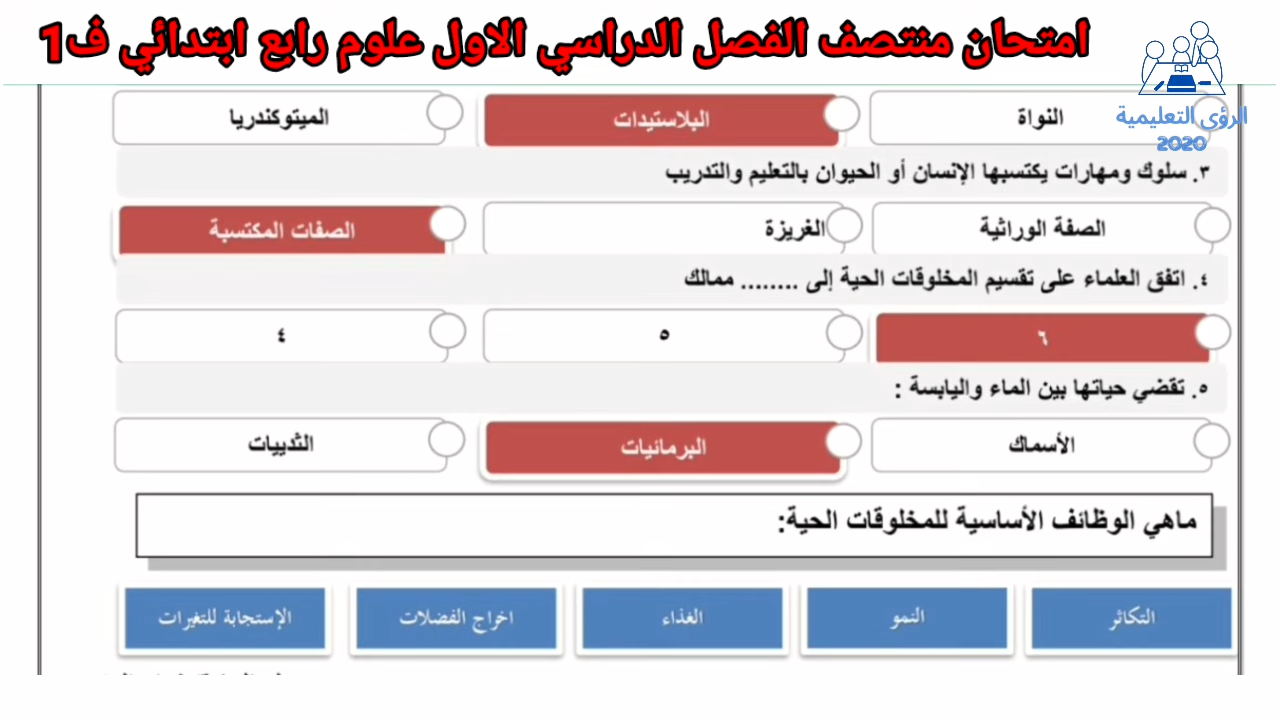 امتحان منتصف الفصل الدراسي الاول علوم رابع ابتدائي ف1
الرؤى التعليمية
2020
النواة البلاستيدات الميتوكندريا
٣. سلوك ومهارات يكتسبها الإنسان أو الحيوان بالتعليم والتدريب
الصفة الوراثية الغريزة الصفات المكتسبة
٤. اتفق العلماء على تقسيم المخلوقات الحية إلى ........ ممالك
٦ ٥ ٤
٥. تقضي حياتها بين الماء واليابسة :
الأسماك البرمائيات الثدييات
ماهي الوظائف الأساسية للمخلوقات الحية:
التكاثر النمو الغذاء اخراج الفضلات الإستجابة للتغيرات